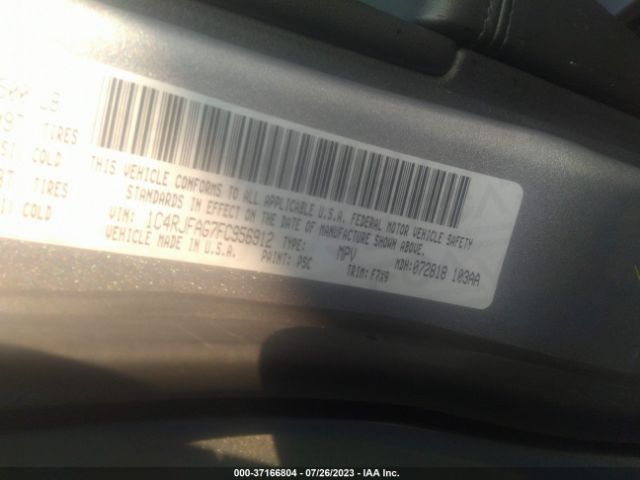 TIRES
COLD
TIRES
COLD
THIS VEHICLE CONFORMS TO ALL APPLICABLE U.S.A. FEDERAL MOTOR VEHICLE SAFETY
STANDARDS IN EFFECT ON THE DATE OF MANUFACTURE SHOWN ABOVE.
VIN: 1C4RJFAG7FC956912 TYPE: MPV MDH:072818 103AA
VEHICLE MADE IN U.S.A. PAINT: PSC TRIM: F7X9
000-37166804 / 07/26/2023 - IAA Inc.